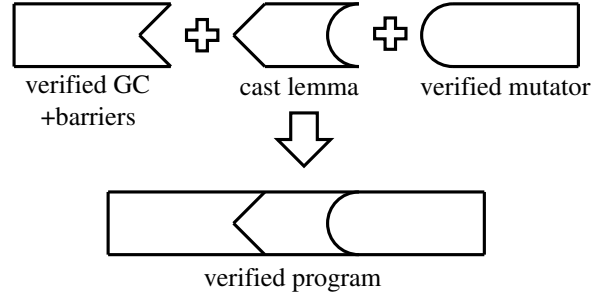 verified GC
+barriers
cast lemma
verified mutator
verified program